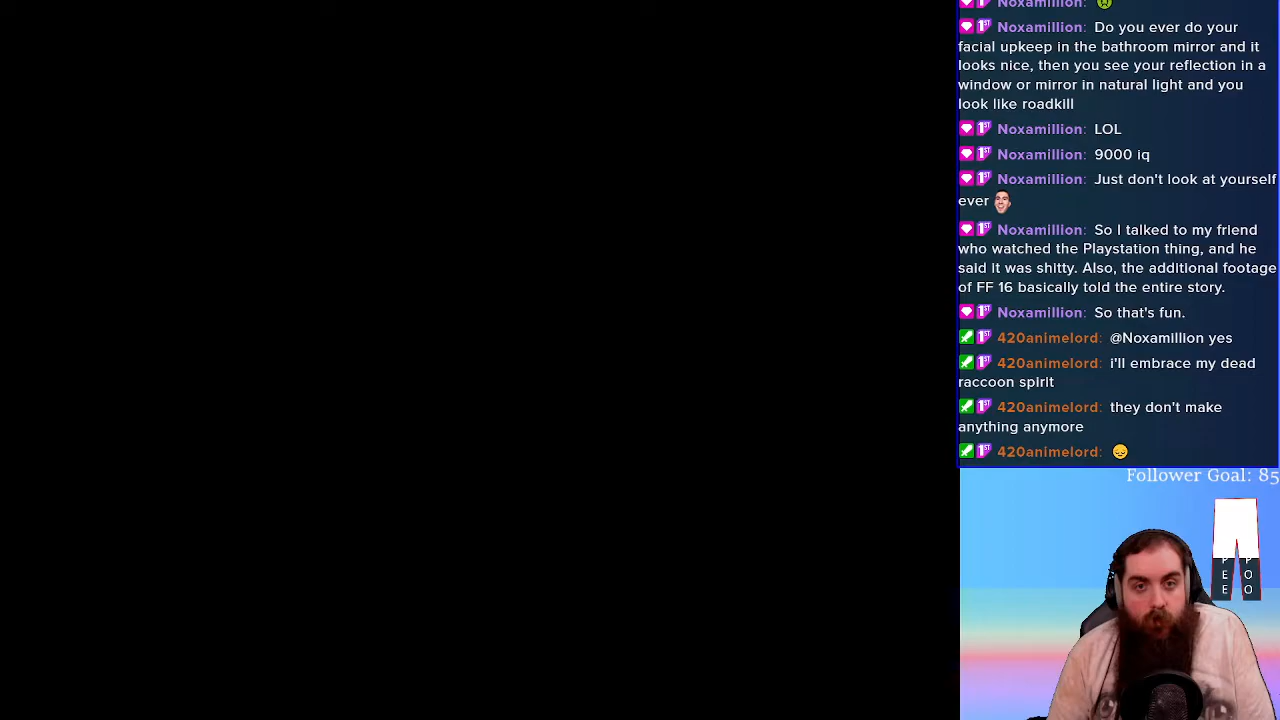 Noxamillion:
Noxamillion: Do you ever do your
facial upkeep in the bathroom mirror and it
looks nice, then you see your reflection in a
window or mirror in natural light and you
look like roadkill
Noxamillion: LOL
Noxamillion: 9000 iq
Noxamillion: Just don't look at yourself
ever
Noxamillion: So I talked to my friend
who watched the Playstation thing, and he
said it was shitty. Also, the additional footage
of FF 16 basically told the entire story.
Noxamillion: So that's fun.
420animelord: @Noxamillion yes
420animelord: i'll embrace my dead
raccoon spirit
420animelord: they don't make
anything anymore
420animelord:
Follower Goal: 85
P P
E O
E O